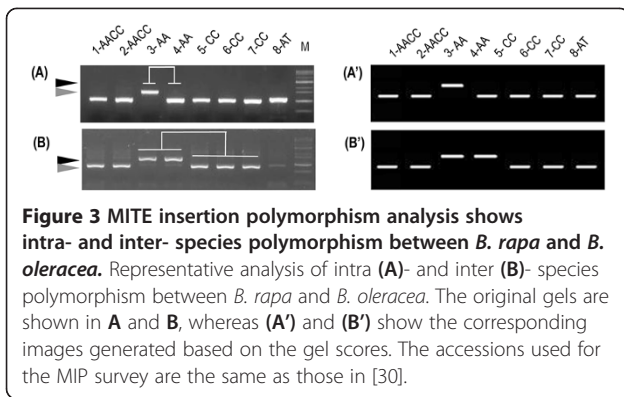 1-AACC 2-AACC 3-AA 4-AA 5-CC 6-CC 7-CC 8-AT M
1-AACC 2-AACC 3-AA 4-AA 5-CC 6-CC 7-CC 8-AT
(A) (A')
(B) (B')
Figure 3 MITE insertion polymorphism analysis shows
intra- and inter- species polymorphism between B. rapa and B.
oleracea. Representative analysis of intra (A)- and inter (B)- species
polymorphism between B. rapa and B. oleracea. The original gels are
shown in A and B, whereas (A') and (B') show the corresponding
images generated based on the gel scores. The accessions used for
the MIP survey are the same as those in [30].